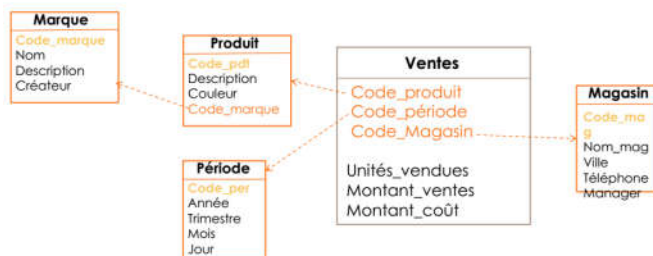 Marque
Code_marque
Nom
Description
Créateur
Produit
Code_pdt
Description
Couleur
Code_marque
Période
Code_per
Année
Trimestre
Mois
Jour
Ventes
Code_produit
Code_période
Code_Magasin
Unités_vendues
Montant_ventes
Montant_coût
Magasin
Code_ma
g
Nom_mag
Ville
Téléphone
Manager